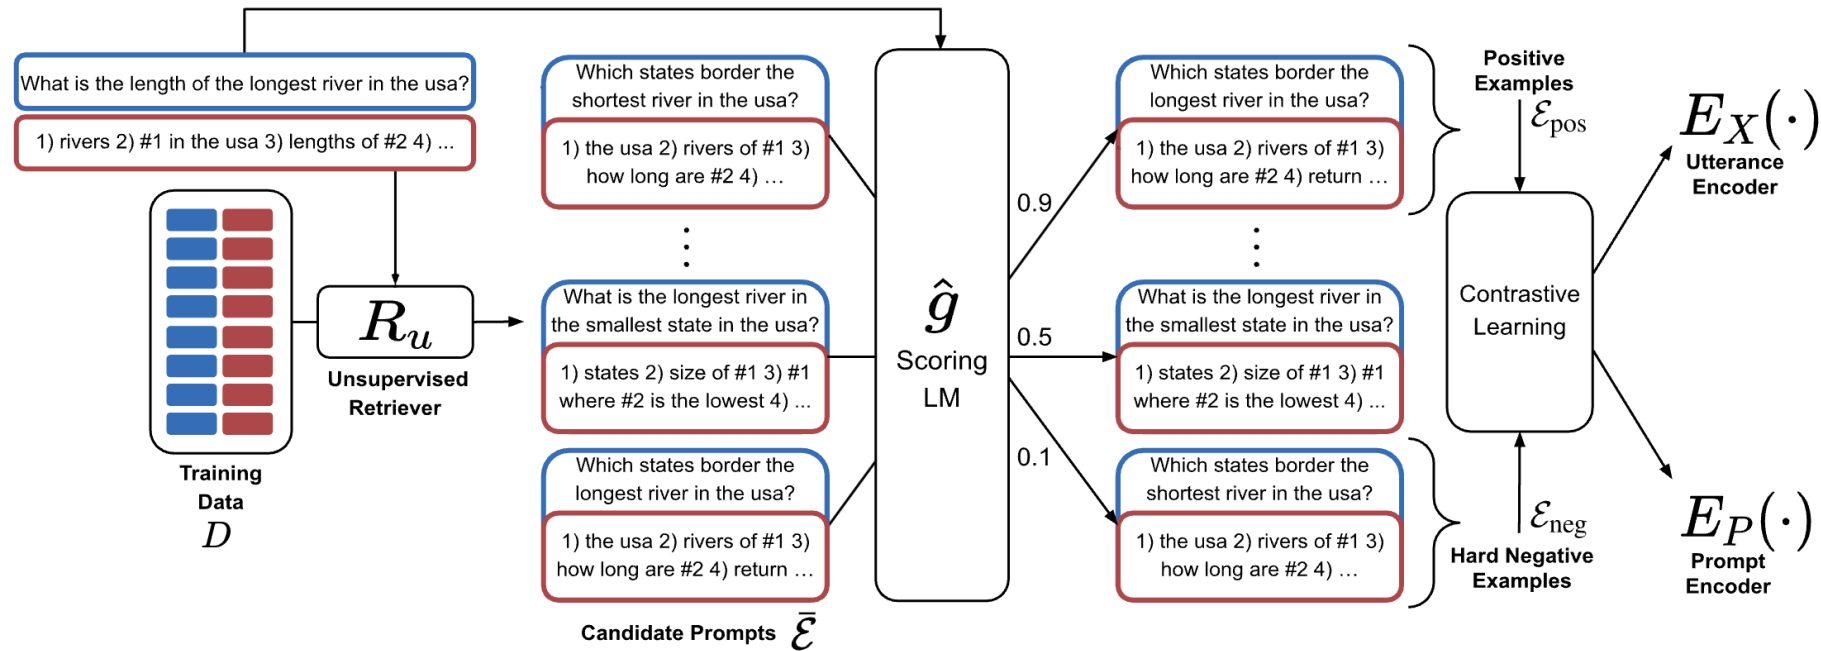 What is the length of the longest river in the usa?
1) rivers 2) #1 in the usa 3) lengths of #2 4) ...
Training
Data
D
R_u
Unsupervised
Retriever
Which states border the
shortest river in the usa?
1) the usa 2) rivers of #1 3)
how long are #2 4) …
⋮
What is the longest river in
the smallest state in the usa?
1) states 2) size of #1 3) #1
where #2 is the lowest 4) ...
Which states border the
longest river in the usa?
1) the usa 2) rivers of #1 3)
how long are #2 4) return …
Candidate Prompts ℰ̄
ĝ
Scoring
LM
0.9
0.5
0.1
Which states border the
longest river in the usa?
1) the usa 2) rivers of #1 3)
how long are #2 4) return …
⋮
What is the longest river in
the smallest state in the usa?
1) states 2) size of #1 3) #1
where #2 is the lowest 4) ...
Which states border the
shortest river in the usa?
1) the usa 2) rivers of #1 3)
how long are #2 4) …
Positive
Examples
ℰ_pos
Contrastive
Learning
ℰ_neg
Hard Negative
Examples
E_X(·)
Utterance
Encoder
E_P(·)
Prompt
Encoder